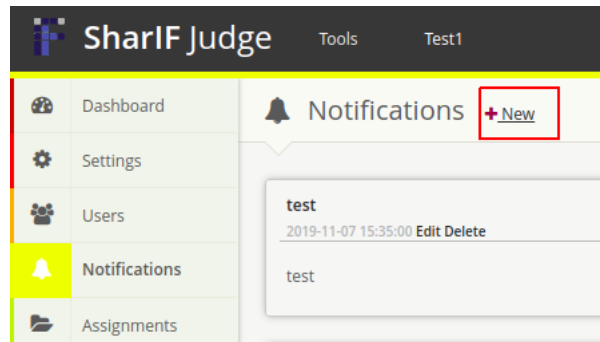 SharIF Judge Tools Test1
Dashboard
Notifications +New
Settings
Users
test
2019-11-07 15:35:00 Edit Delete
Notifications
test
Assignments